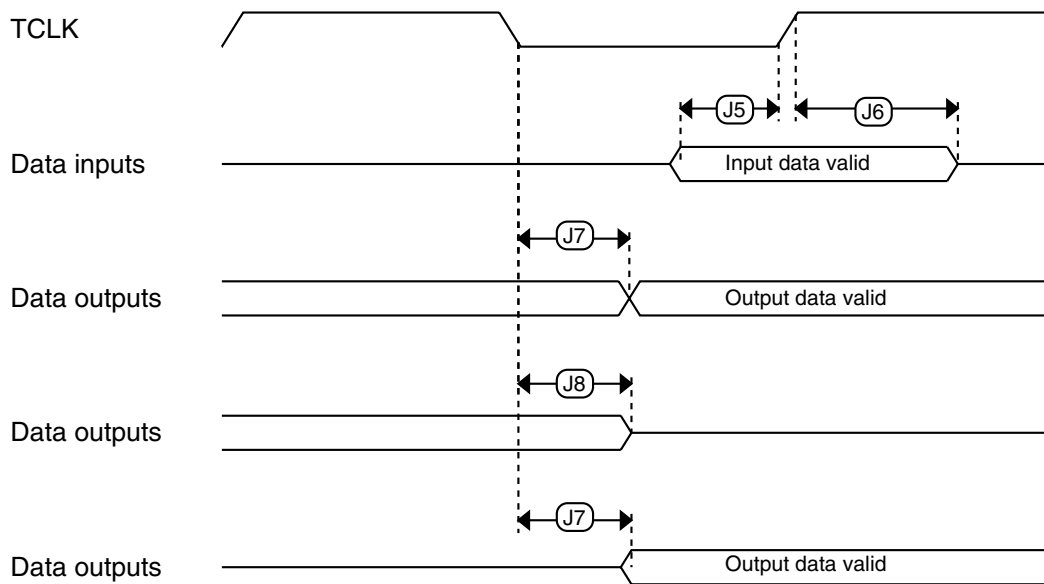 TCLK
J5
J6
Data inputs
Input data valid
J7
Data outputs
Output data valid
J8
Data outputs
J7
Data outputs
Output data valid